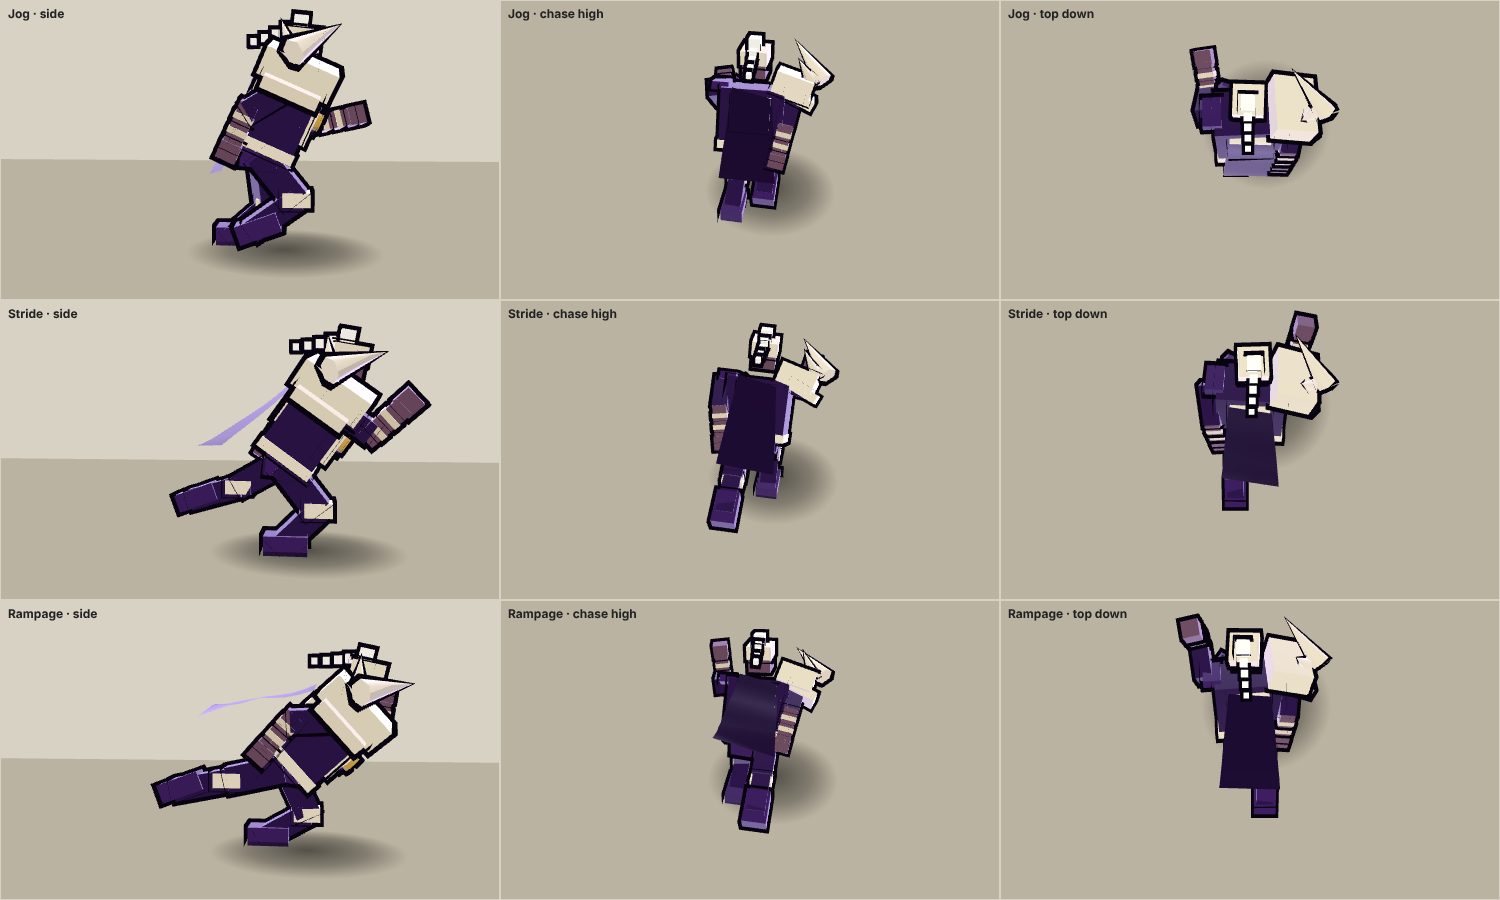 Jog · side
Jog · chase high
Jog · top down
Stride · side
Stride · chase high
Stride · top down
Rampage · side
Rampage · chase high
Rampage · top down